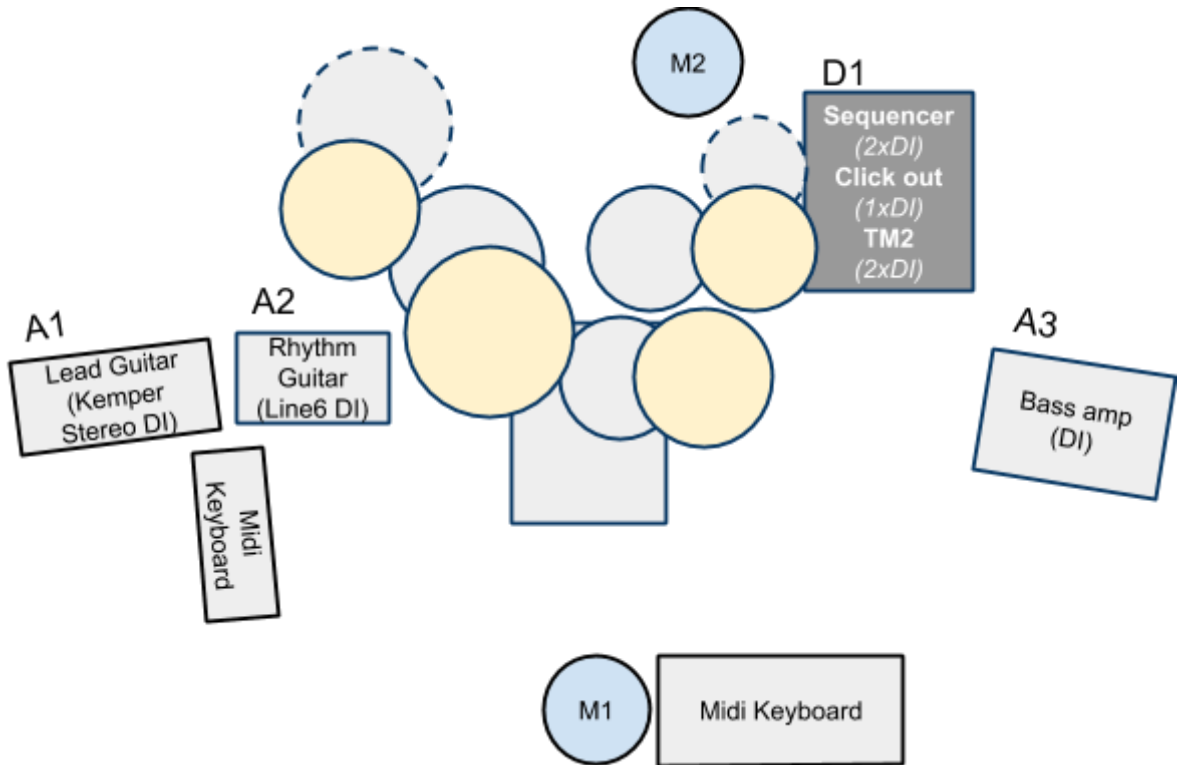 M2
D1
Sequencer
(2xDI)
Click out
(1xDI)
TM2
(2xDI)
A1
Lead Guitar
(Kemper
Stereo DI)
A2
Rhythm
Guitar
(Line6 DI)
A3
Bass amp
(DI)
Midi
Keyboard
M1
Midi Keyboard